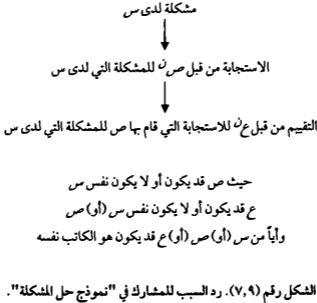 مشكلة لدى س
الاستجابة من قبل صن للمشكلة التي لدى س
التقييم من قبل عن للاستجابة التي قام بها ص للمشكلة التي لدى س
حيث ص قد يكون أو لا يكون نفس س
ع قد يكون أو لا يكون نفس س (أو) ص
وأياً من س (أو) ص (أو) ع قد يكون هو الكاتب نفسه
الشكل رقم (٧,٩). رد السبب للمشارك في "نموذج حل المشكلة".